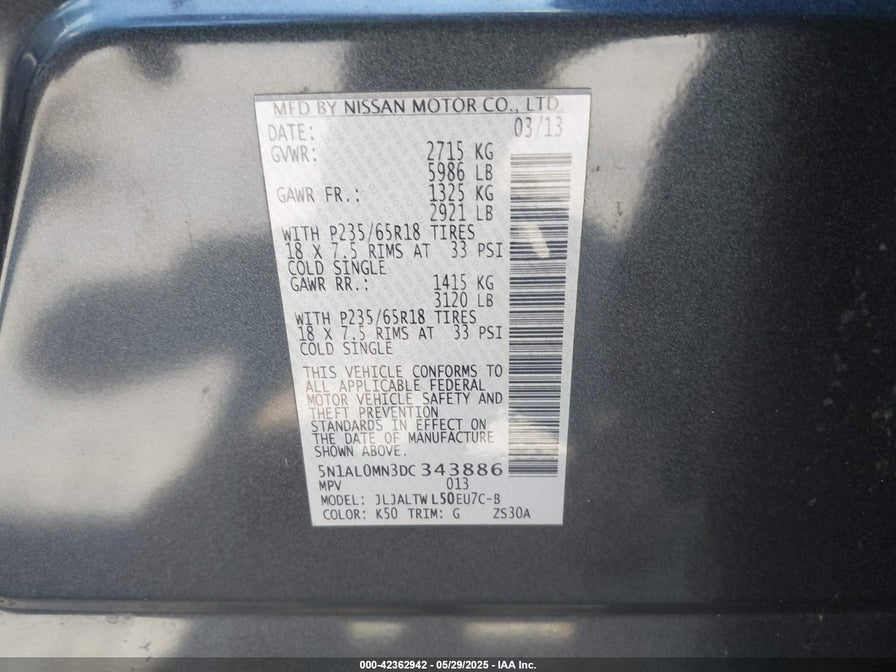 MFD BY NISSAN MOTOR CO., LTD.
DATE: 03/13
GVWR: 2715 KG
5986 LB
GAWR FR.: 1325 KG
2921 LB
WITH P235/65R18 TIRES
18 X 7.5 RIMS AT 33 PSI
COLD SINGLE
GAWR RR.: 1415 KG
3120 LB
WITH P235/65R18 TIRES
18 X 7.5 RIMS AT 33 PSI
COLD SINGLE
THIS VEHICLE CONFORMS TO
ALL APPLICABLE FEDERAL
MOTOR VEHICLE SAFETY AND
THEFT PREVENTION
STANDARDS IN EFFECT ON
THE DATE OF MANUFACTURE
SHOWN ABOVE.
5N1AL0MN3DC343886
MPV 013
MODEL: JLJALTWL50EU7C-B
COLOR: K50 TRIM: G ZS30A
000-42362942 - 05/29/2025 - IAA Inc.